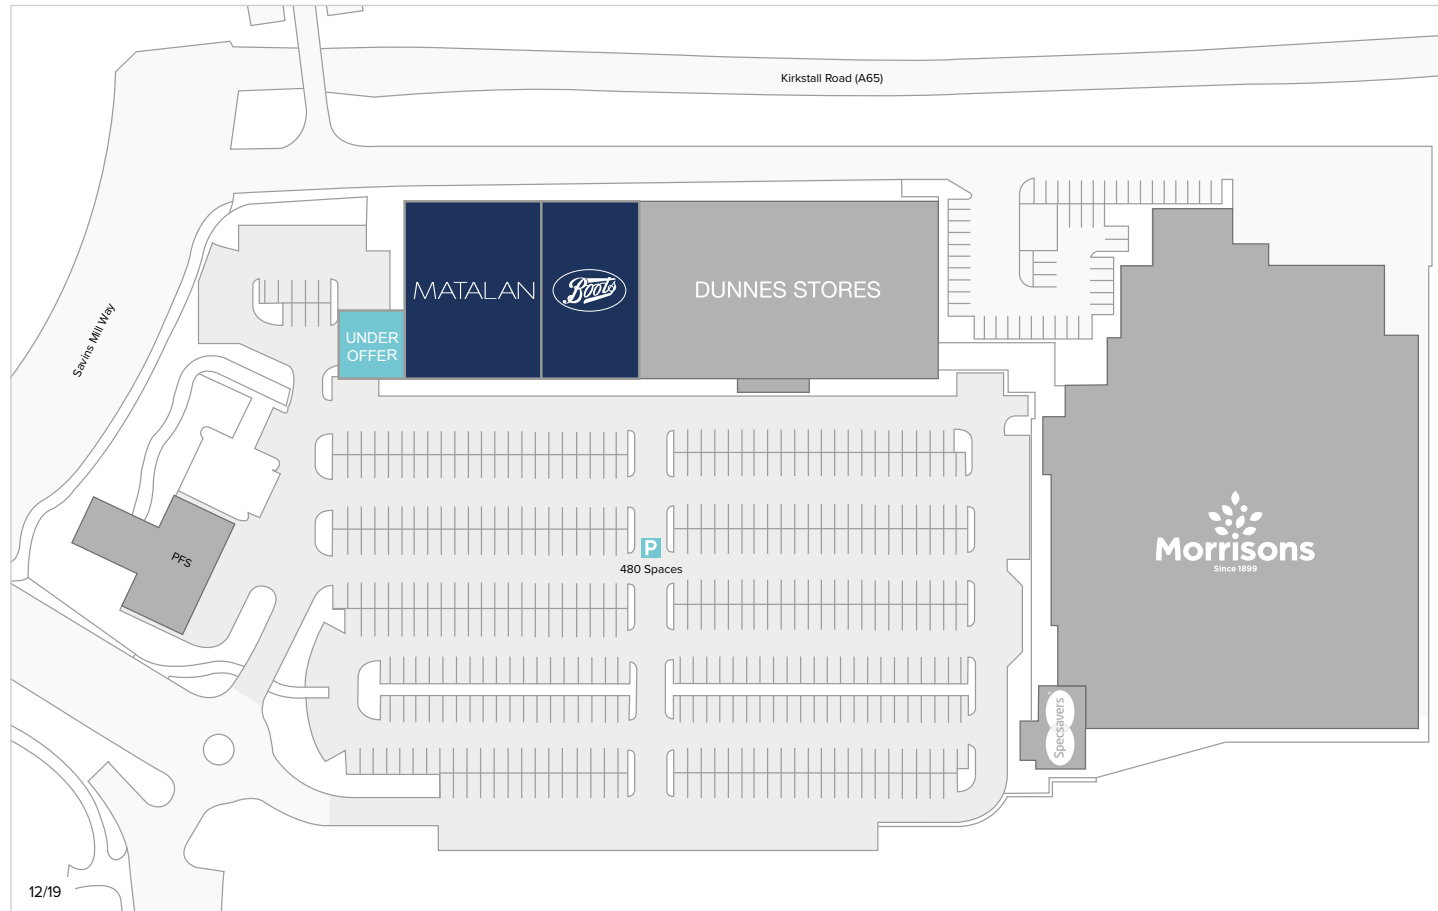 Kirkstall Road (A65)
Savins Mill Way
MATALAN
Boots
DUNNES STORES
UNDER
OFFER
PFS
P
480 Spaces
Morrisons
Since 1899
Specsavers
12/19